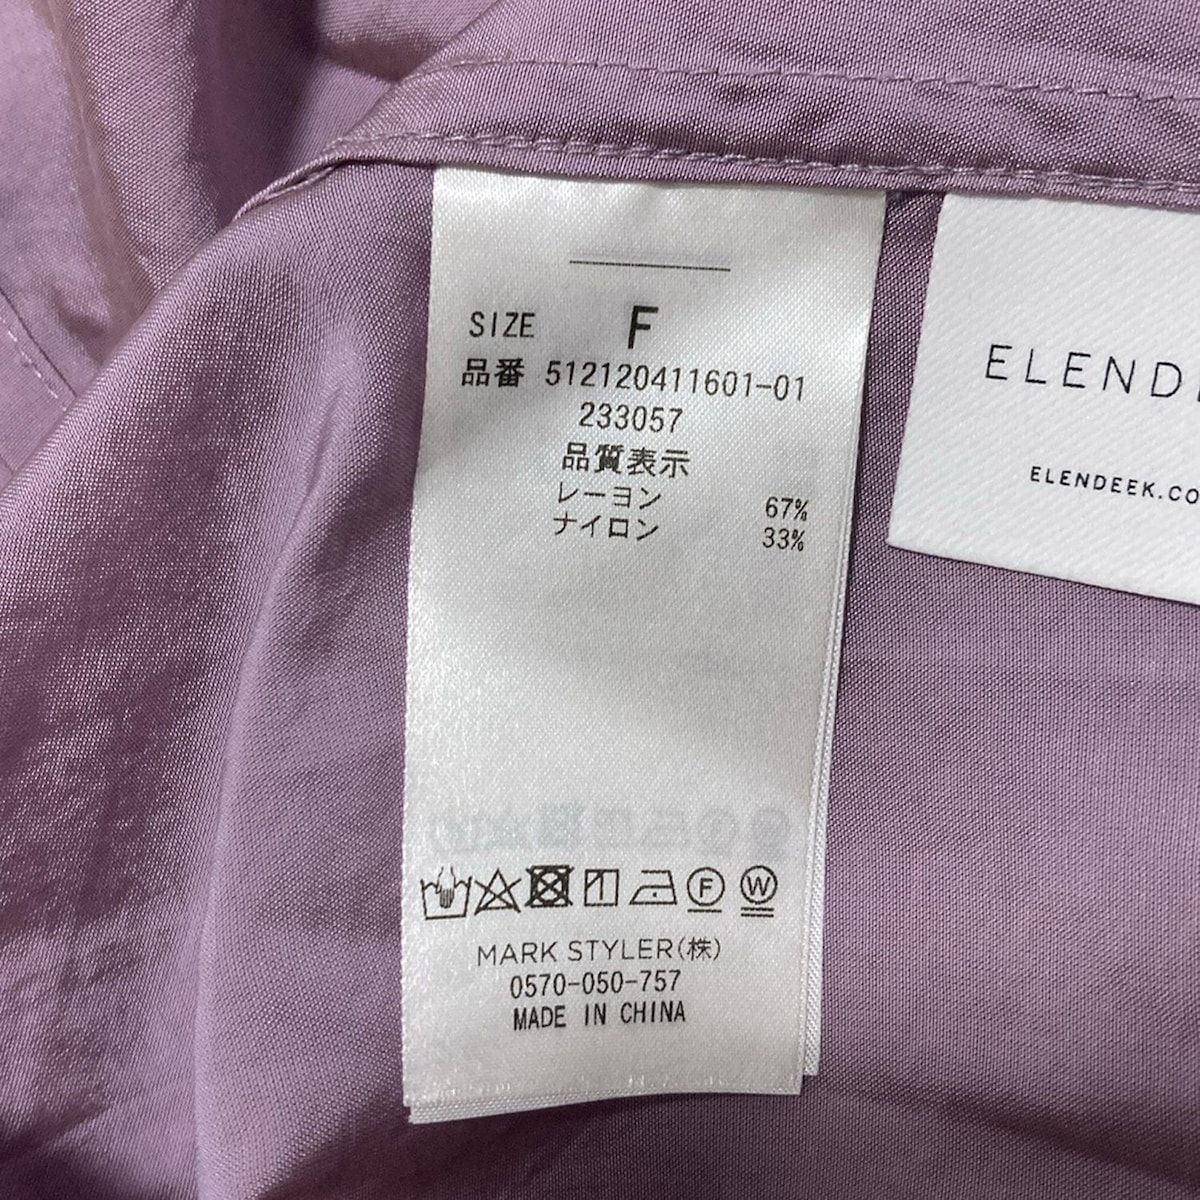 SIZE F
品番 512120411601-01
233057
品質表示
レーヨン 67%
ナイロン 33%
F W
MARK STYLER(株)
0570-050-757
MADE IN CHINA
ELENDE
ELENDEEK.CO